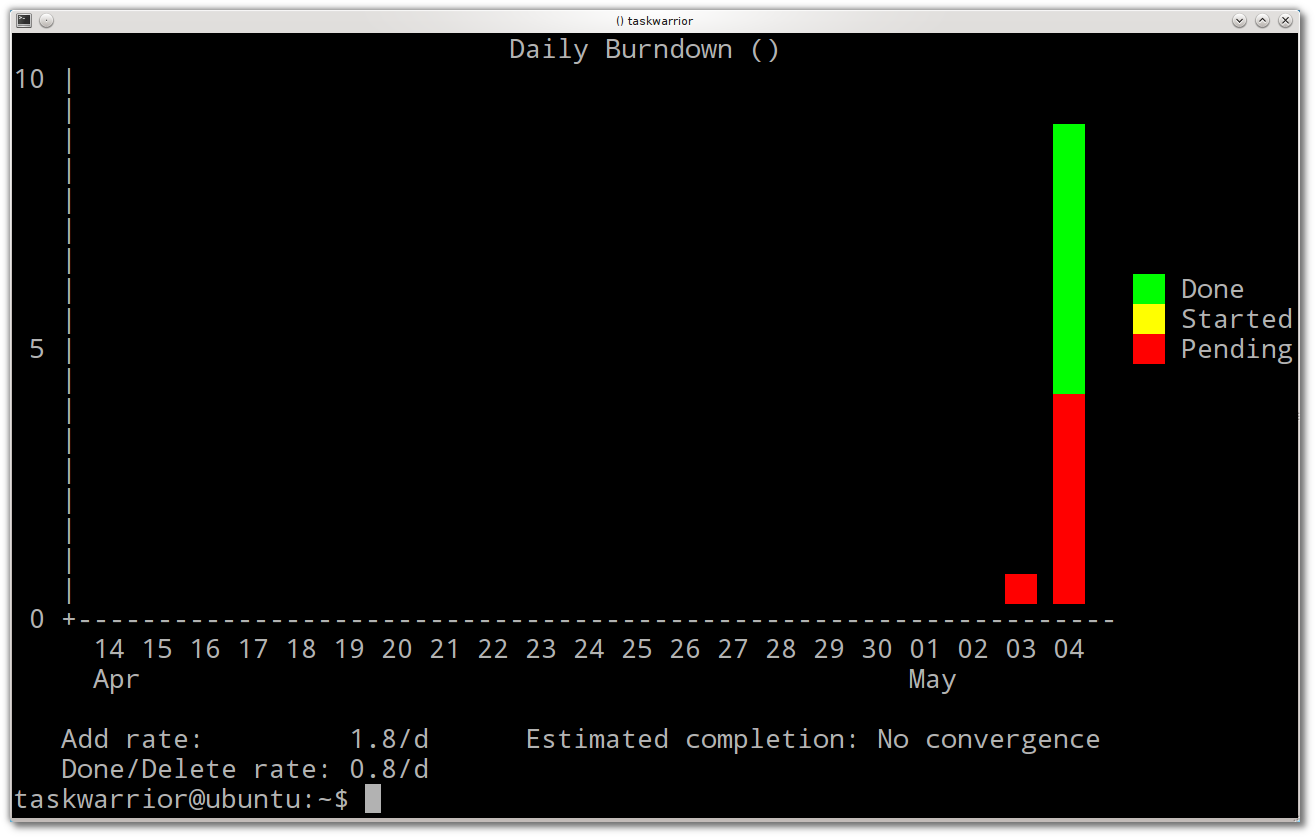 () taskwarrior
Daily Burndown ()
10
Done
Started
5 Pending
0 +-----------------------------------------------------------------
14 15 16 17 18 19 20 21 22 23 24 25 26 27 28 29 30 01 02 03 04
Apr May
Add rate: 1.8/d Estimated completion: No convergence
Done/Delete rate: 0.8/d
taskwarrior@ubuntu:~$